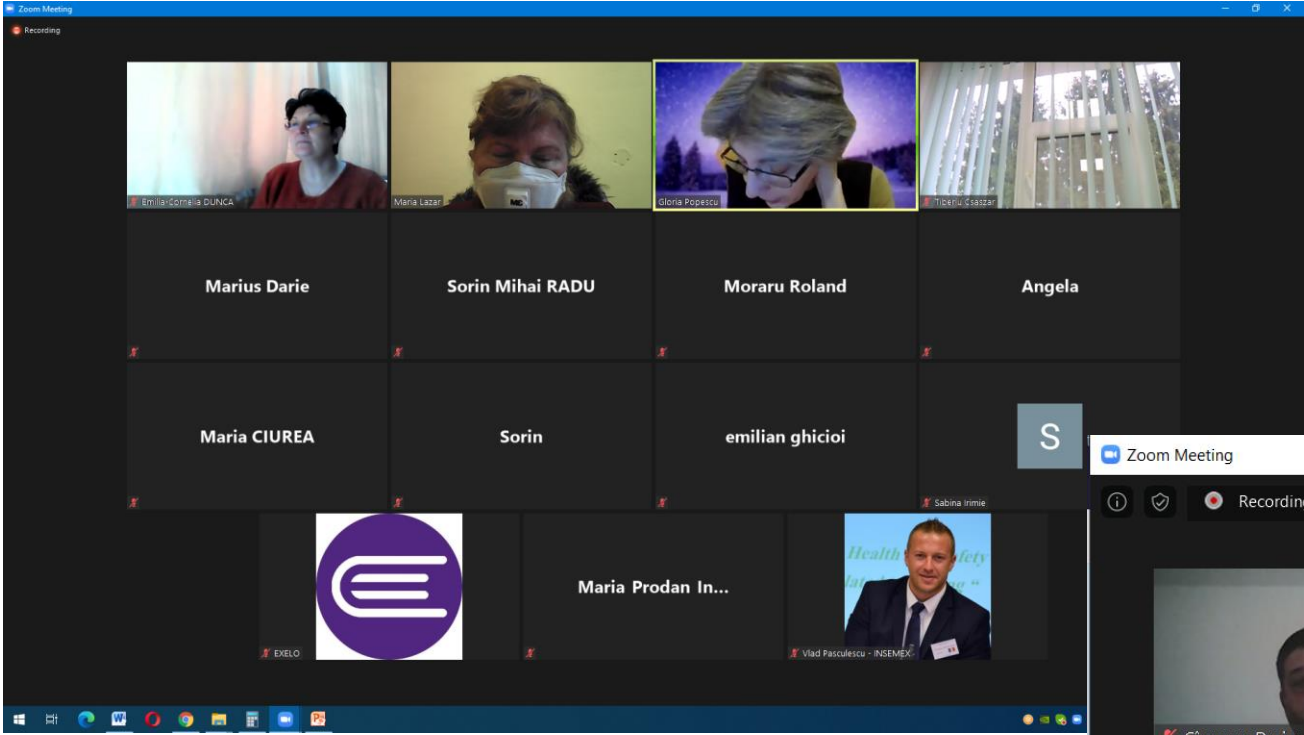 Zoom Meeting
Recording
Emilia-Cornelia DUNCA
Maria Lazar
Gloria Popescu
Tiberiu Csaszar
MC
Marius Darie
Sorin Mihai RADU
Moraru Roland
Angela
Maria CIUREA
Sorin
emilian ghicioi
S
Sabina Irimie
Zoom Meeting
Recording
EXELO
Maria Prodan In...
Health
fety
Vlad Pasculescu - INSEMEX